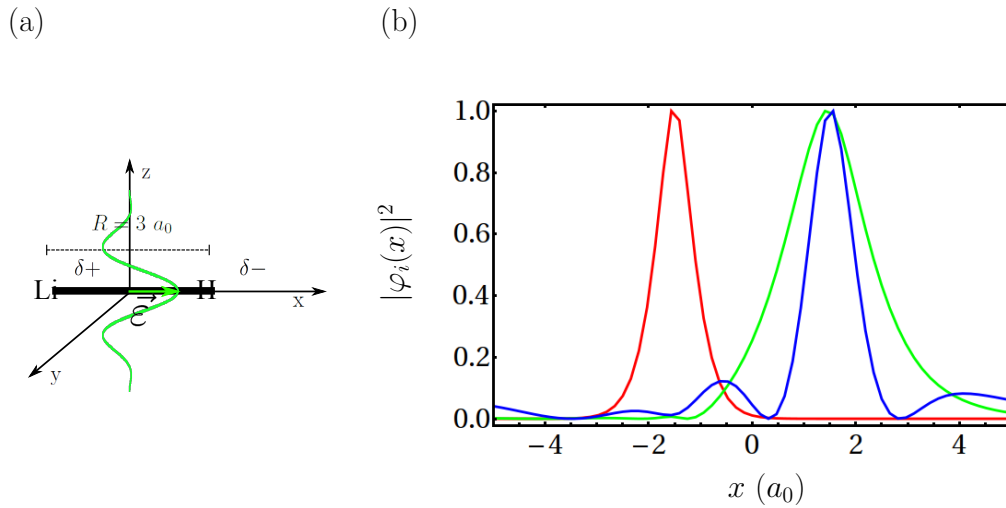 (a)
(b)
z
R = 3 a₀
δ+
δ−
Li
H
x
ℰ⃗
y
|φᵢ(x)|²
1.0
0.8
0.6
0.4
0.2
0.0
−4
−2
0
2
4
x (a₀)